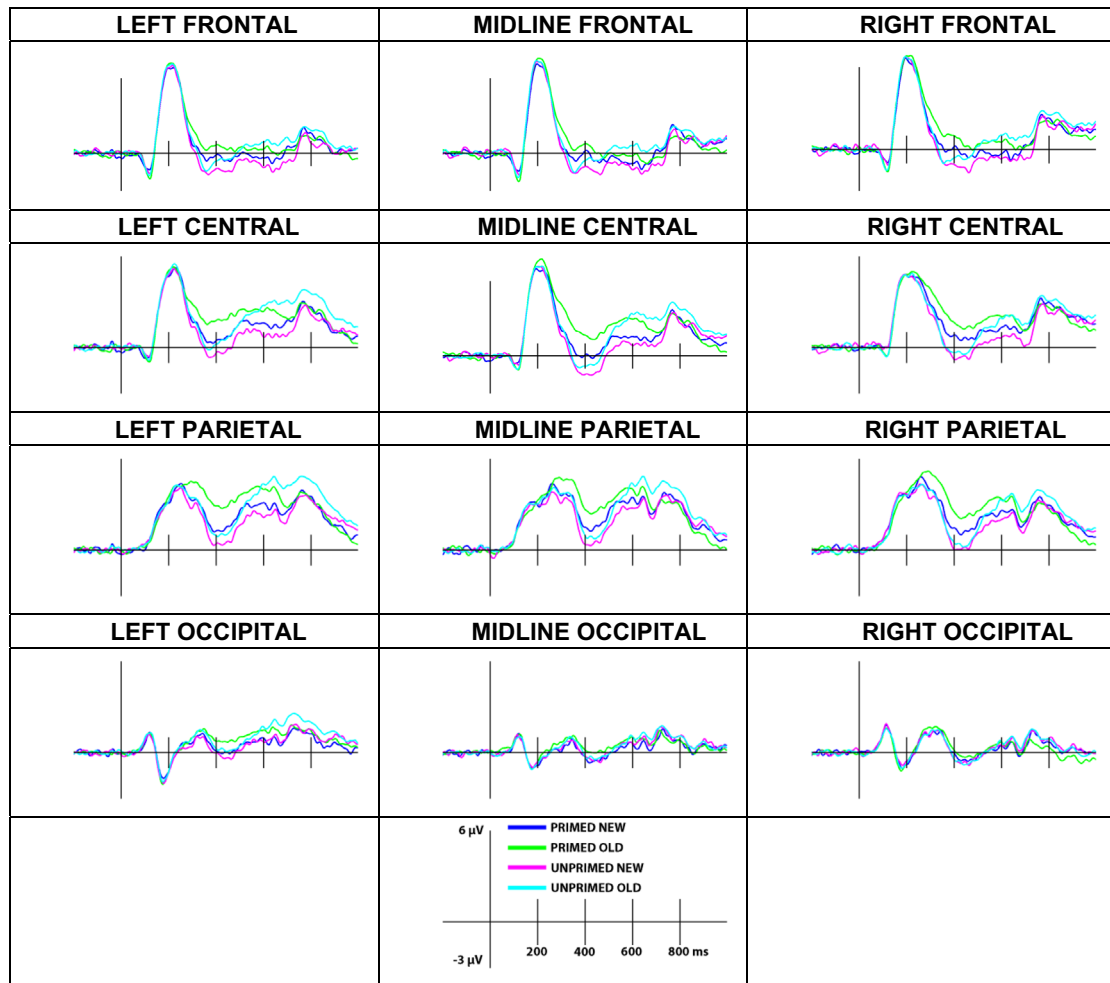 LEFT FRONTAL
MIDLINE FRONTAL
RIGHT FRONTAL
LEFT CENTRAL
MIDLINE CENTRAL
RIGHT CENTRAL
LEFT PARIETAL
MIDLINE PARIETAL
RIGHT PARIETAL
LEFT OCCIPITAL
MIDLINE OCCIPITAL
RIGHT OCCIPITAL
6 µV
PRIMED NEW
PRIMED OLD
UNPRIMED NEW
UNPRIMED OLD
-3 µV
200 400 600 800 ms